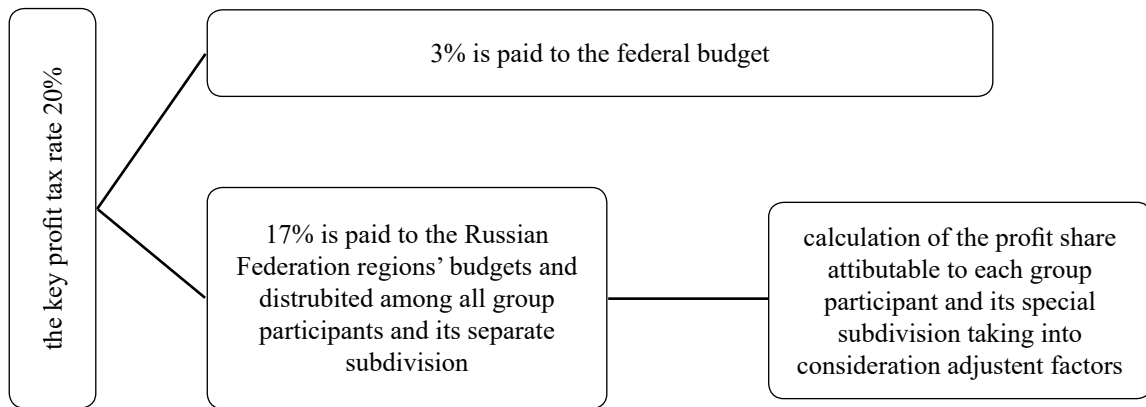 the key profit tax rate 20%
3% is paid to the federal budget
17% is paid to the Russian
Federation regions’ budgets and
distrubited among all group
participants and its separate
subdivision
calculation of the profit share
attibutable to each group
participant and its special
subdivision taking into
consideration adjustent factors